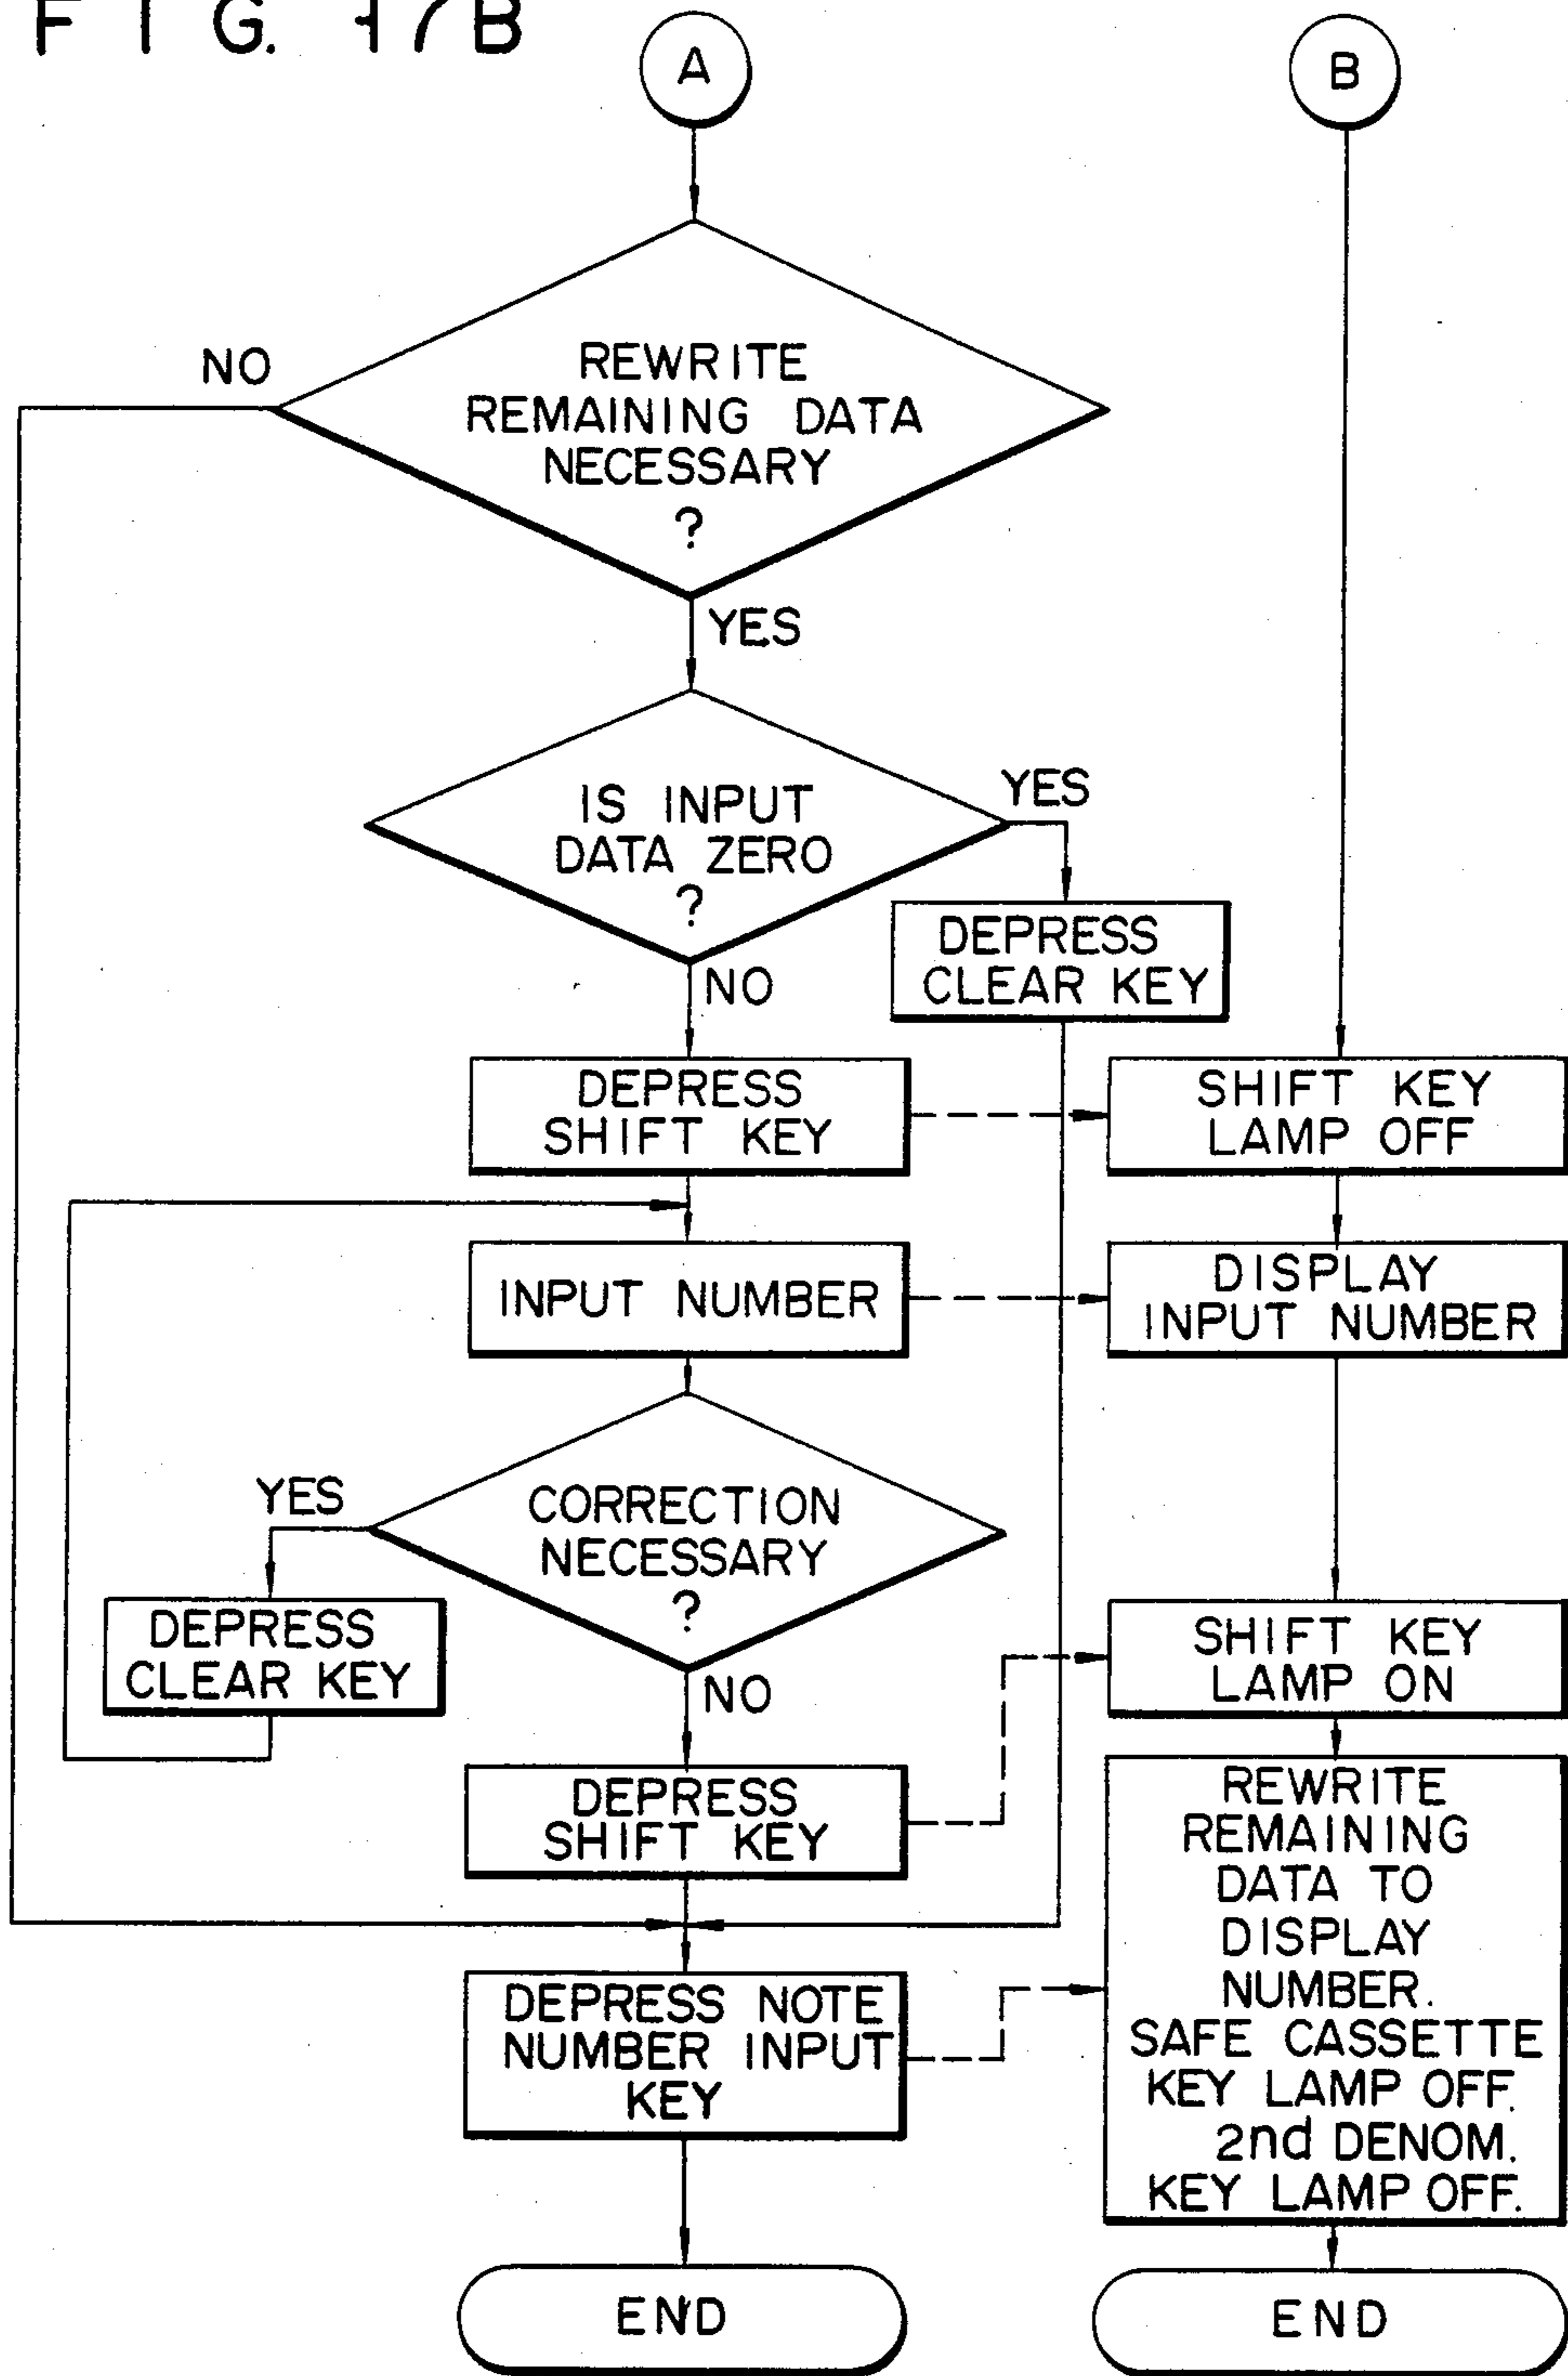 FIG. 17B
A
B
REWRITE
REMAINING DATA
NECESSARY
?
NO
YES
IS INPUT
DATA ZERO
?
YES
NO
DEPRESS
CLEAR KEY
DEPRESS
SHIFT KEY
SHIFT KEY
LAMP OFF
INPUT NUMBER
DISPLAY
INPUT NUMBER
CORRECTION
NECESSARY
?
YES
NO
DEPRESS
CLEAR KEY
SHIFT KEY
LAMP ON
DEPRESS
SHIFT KEY
REWRITE
REMAINING
DATA TO
DISPLAY
NUMBER.
SAFE CASSETTE
KEY LAMP OFF.
2nd DENOM.
KEY LAMP OFF.
DEPRESS NOTE
NUMBER INPUT
KEY
END
END